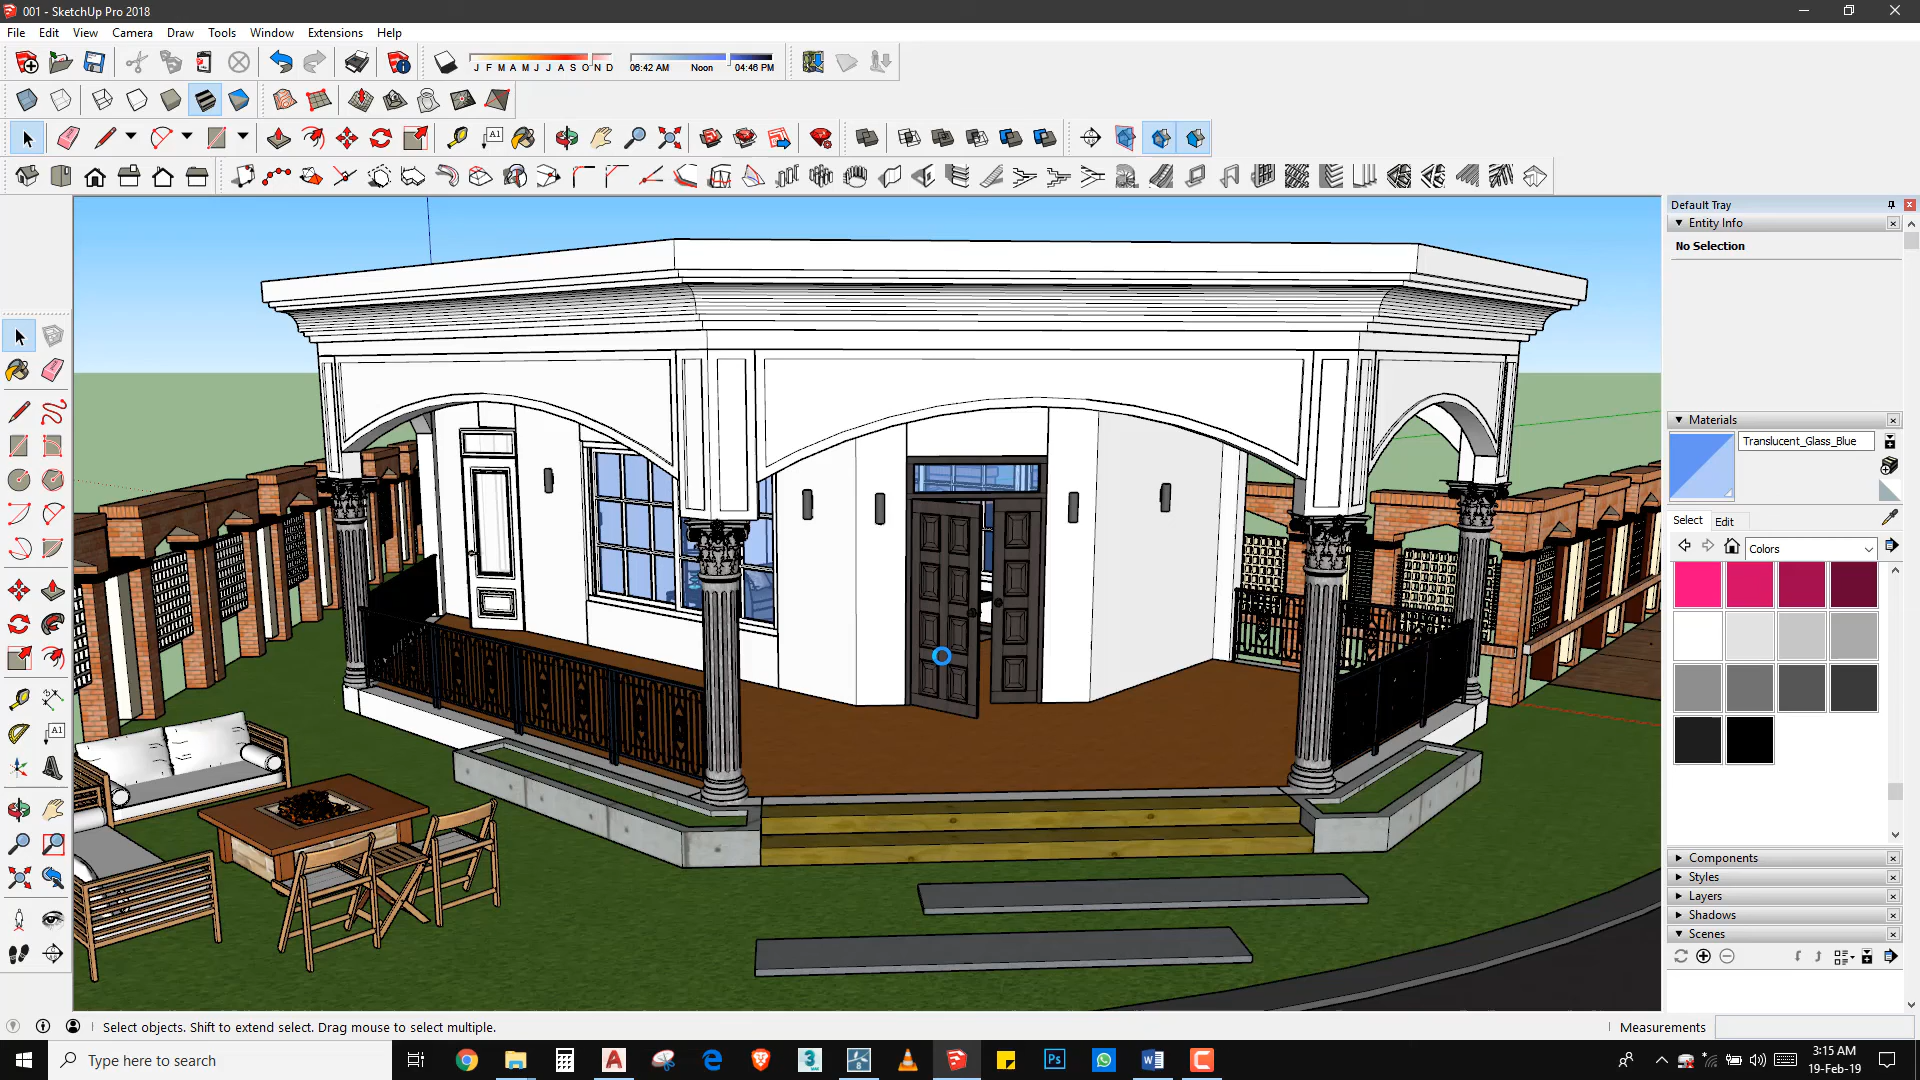 001 - SketchUp Pro 2018
File Edit View Camera Draw Tools Window Extensions Help
J F M A M J J A S O N D
06:42 AM Noon 04:46 PM
A1
Default Tray
Entity Info
No Selection
Materials
Translucent_Glass_Blue
Select Edit
Colors
A1
Components
Styles
Layers
Shadows
Scenes
Select objects. Shift to extend select. Drag mouse to select multiple.
Measurements
Type here to search
3:15 AM
19-Feb-19